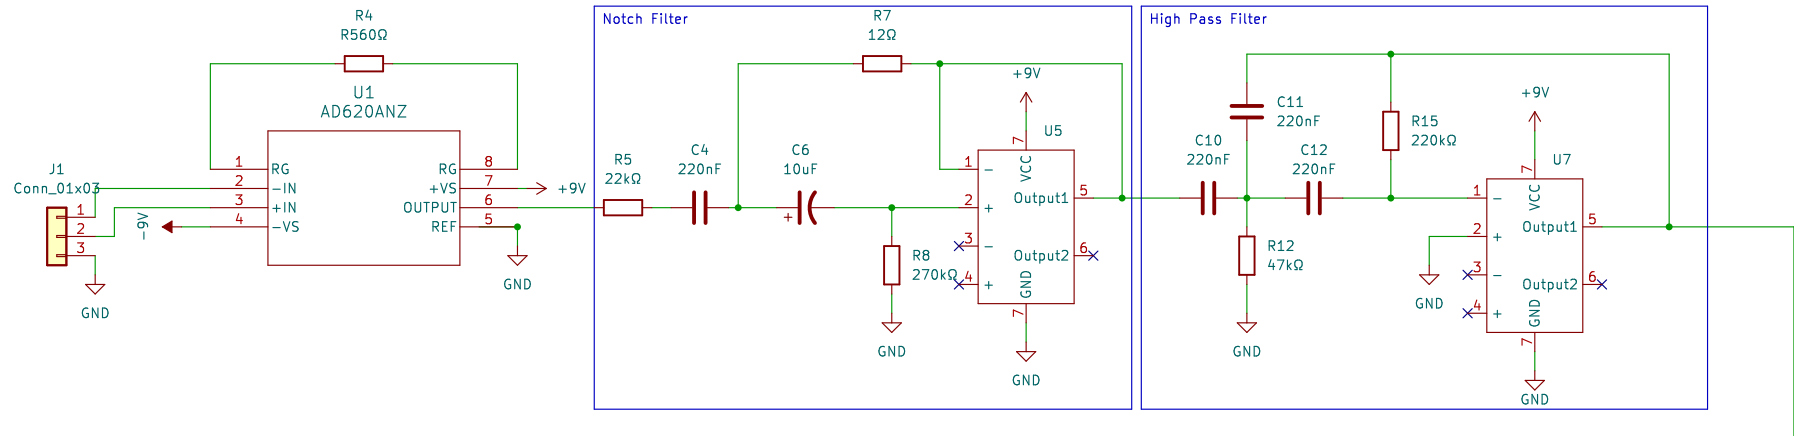 R4
R560Ω
U1
AD620ANZ
J1
Conn_01x03
1
2
3
-9V
1
2
3
4
RG
-IN
+IN
-VS
RG
+VS
OUTPUT
REF
8
7
6
5
+9V
GND
GND
Notch Filter
R7
12Ω
R5
22kΩ
C4
220nF
C6
10uF
+
R8
270kΩ
GND
+9V
U5
7
VCC
1
2
3
4
-
+
-
+
Output1
Output2
5
6
GND
7
GND
High Pass Filter
C11
220nF
C10
220nF
C12
220nF
R15
220kΩ
R12
47kΩ
GND
+9V
U7
7
VCC
1
2
3
4
-
+
-
+
Output1
Output2
5
6
GND
GND
7
GND